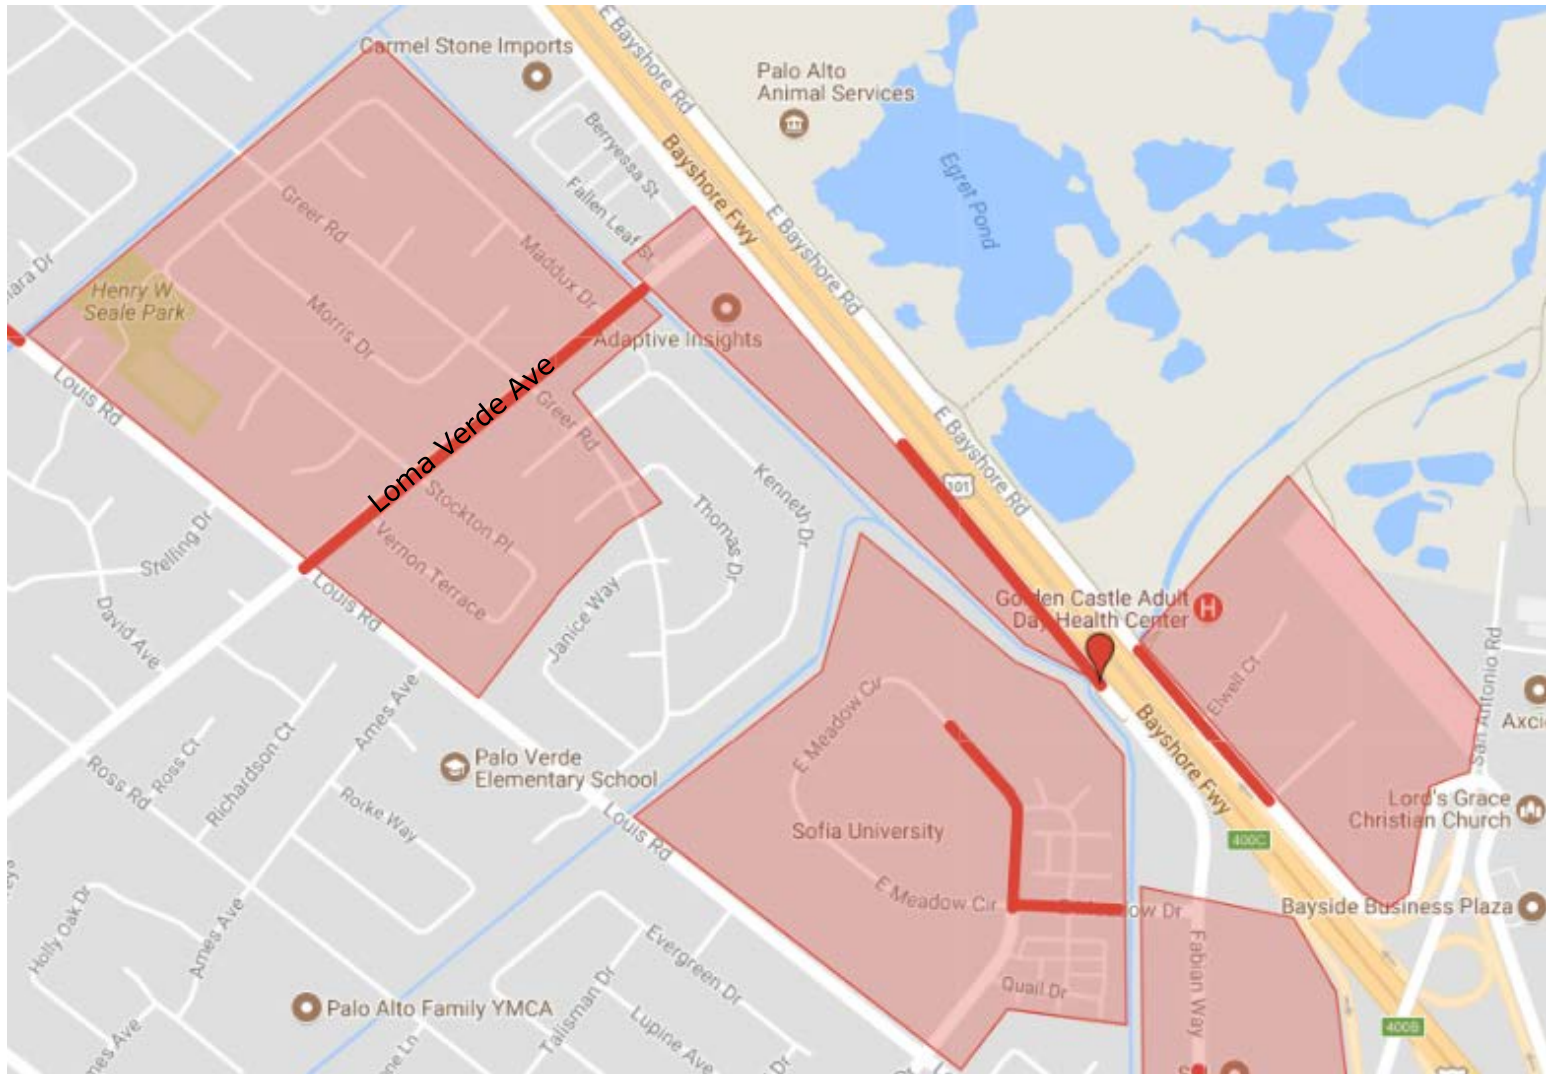 Carmel Stone Imports
E Bayshore Rd
Palo Alto
Animal Services
Berryessa St
Bayshore Fwy
Egret Pond
Fallen Leaf St
E Bayshore Rd
Greer Rd
Maddux Dr
Henry W
Seale Park
Morris Dr
Adaptive Insights
Louis Rd
Loma Verde Ave
Greer Rd
E Bayshore Rd
101
Kenneth Dr
Stockton Pl
Thomas Dr
Stelling Dr
Vernon Terrace
Louis Rd
David Ave
Janice Way
Golden Castle Adult
Day Health Center
H
San Antonio Rd
Elwell Ct
E Meadow Cir
Ames Ave
Axci
Bayshore Fwy
Ross Ct
Richardson Ct
Ross Rd
Palo Verde
Elementary School
Rorke Way
Louis Rd
Sofia University
Lord's Grace
Christian Church
400C
E Meadow Cir
Dr
Bayside Business Plaza
Holly Oak Dr
Ames Ave
Evergreen Dr
Fabian Way
Quail Dr
Palo Alto Family YMCA
Talisman Dr
Lupine Ave
400B
Ave
Dr